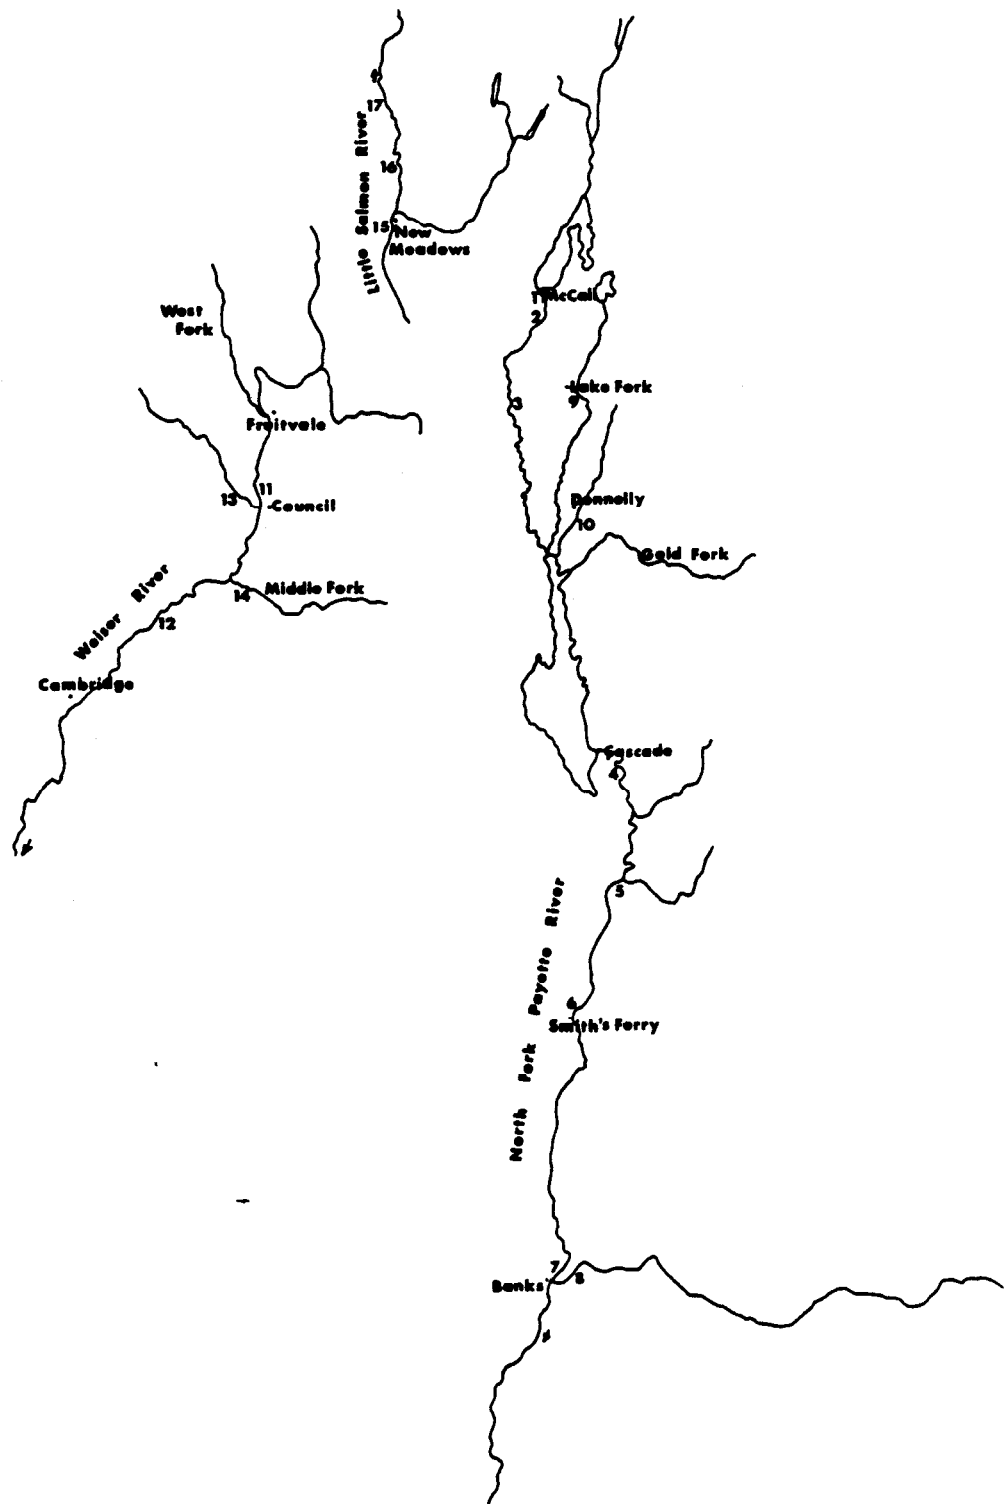 17
Little Salmon River
16
15
New
Meadows
West
Fork
1
McCall
2
Lake Fork
9
3
Fruitvale
13
11
Council
Donnelly
10
Gold Fork
Middle Fork
14
Weiser River
12
Cambridge
Cascade
4
5
North Fork Payette River
6
Smith's Ferry
7
8
Banks